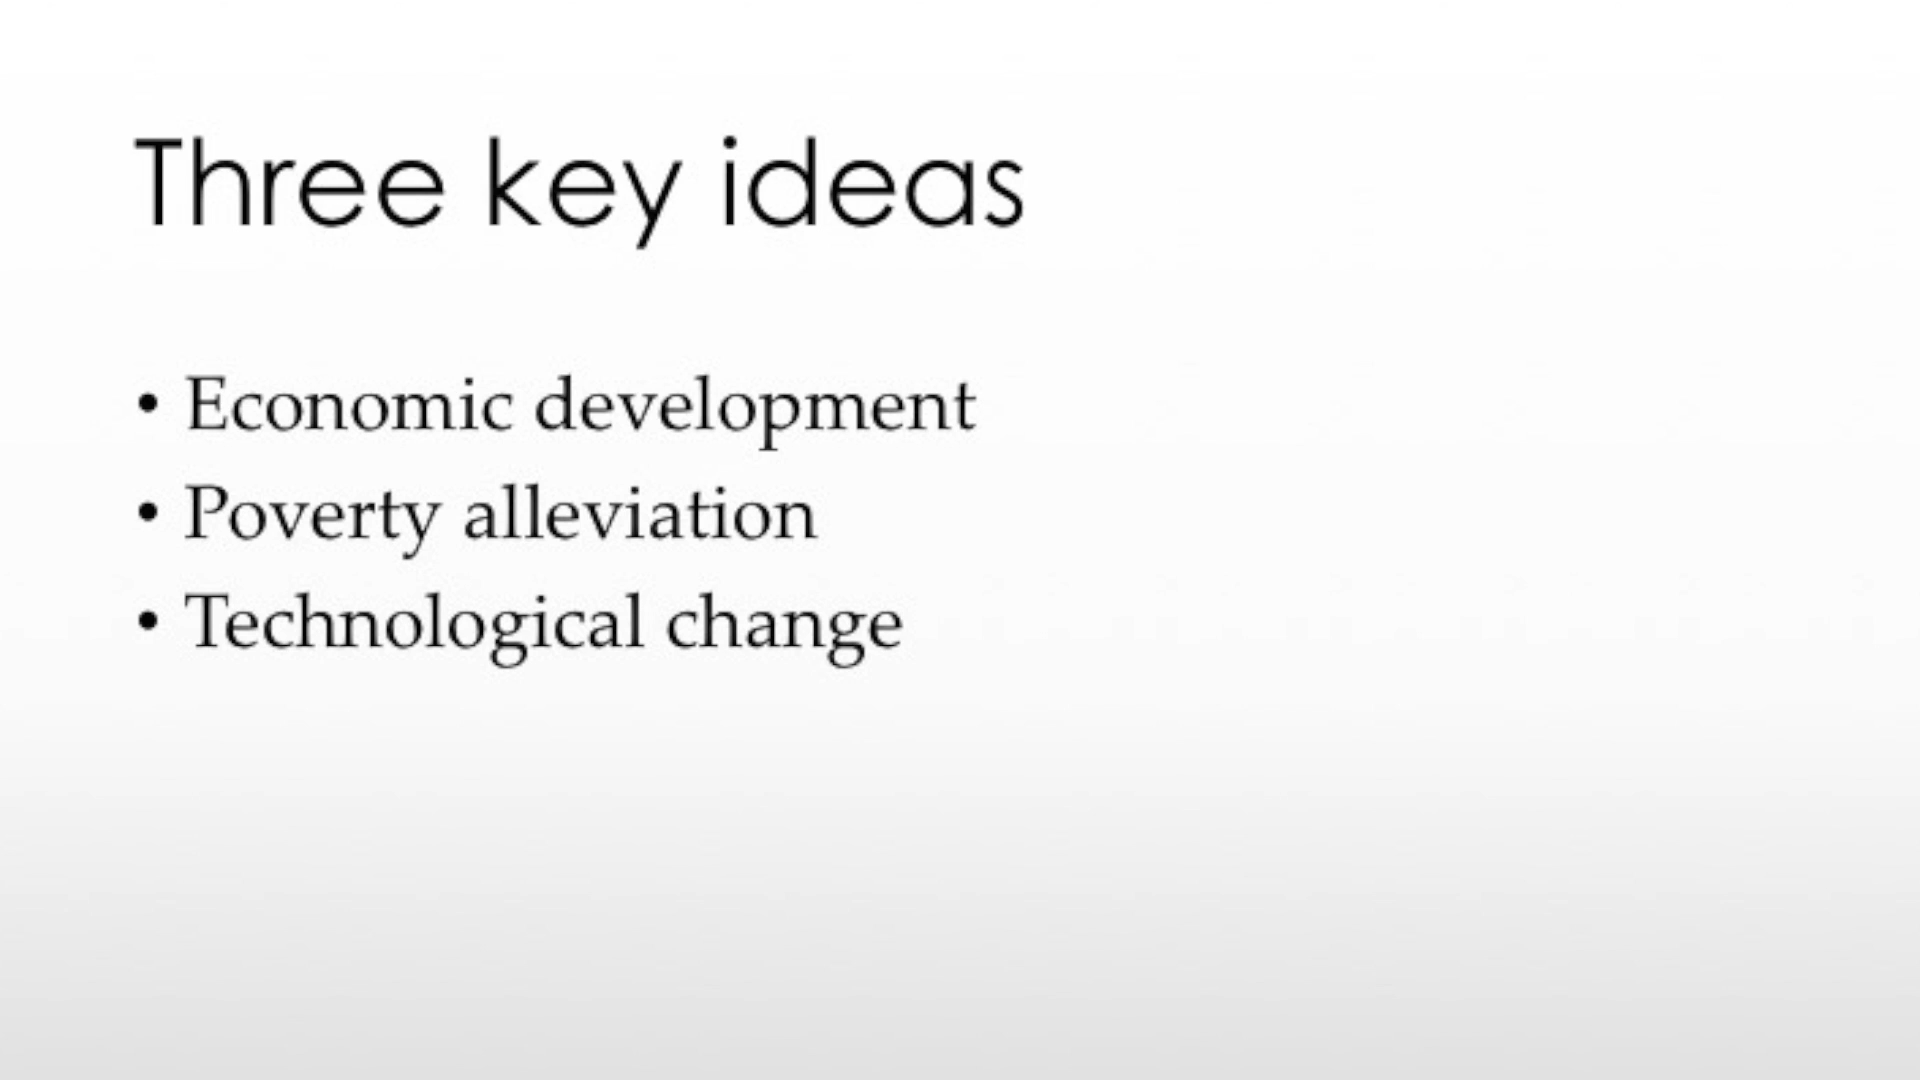 Three key ideas
• Economic development
• Poverty alleviation
• Technological change